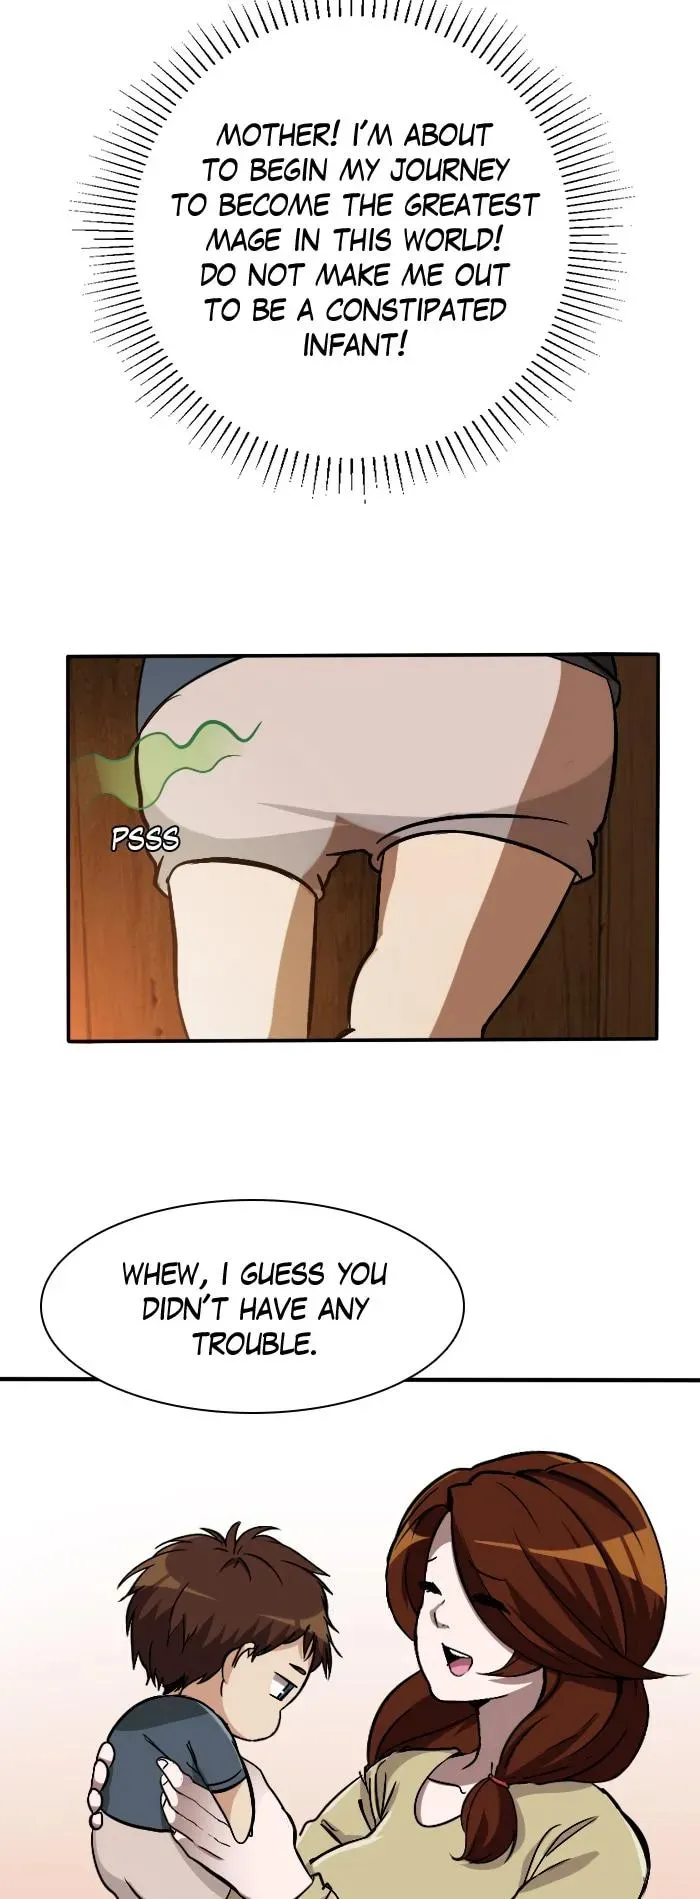 MOTHER! I'M ABOUT
TO BEGIN MY JOURNEY
TO BECOME THE GREATEST
MAGE IN THIS WORLD!
DO NOT MAKE ME OUT
TO BE A CONSTIPATED
INFANT!
PSSS
WHEW, I GUESS YOU
DIDN'T HAVE ANY
TROUBLE.